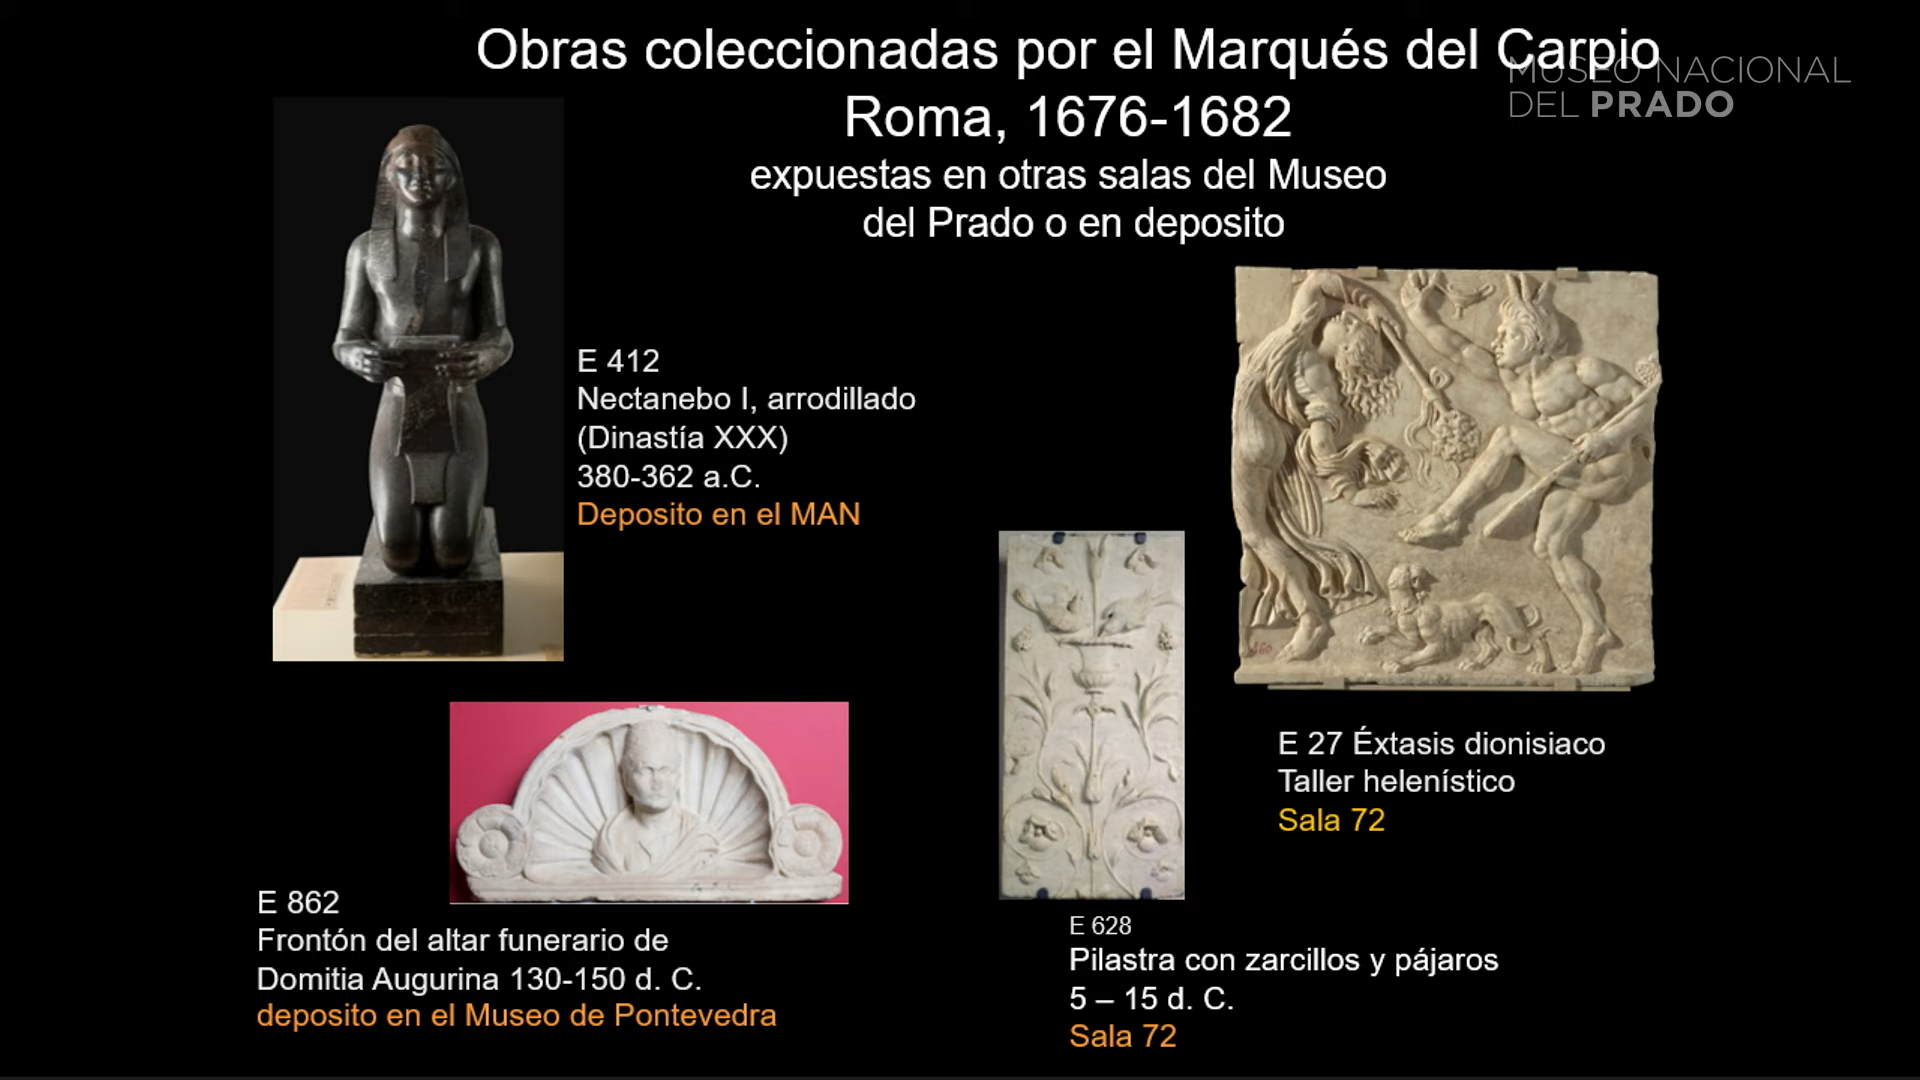 Obras coleccionadas por el Marqués del Carpio
Roma, 1676-1682
expuestas en otras salas del Museo
del Prado o en deposito
MUSEO NACIONAL
DEL PRADO
E 412
Nectanebo I, arrodillado
(Dinastía XXX)
380-362 a.C.
Deposito en el MAN
E 27 Éxtasis dionisiaco
Taller helenístico
Sala 72
E 862
Frontón del altar funerario de
Domitia Augurina 130-150 d. C.
deposito en el Museo de Pontevedra
E 628
Pilastra con zarcillos y pájaros
5 – 15 d. C.
Sala 72